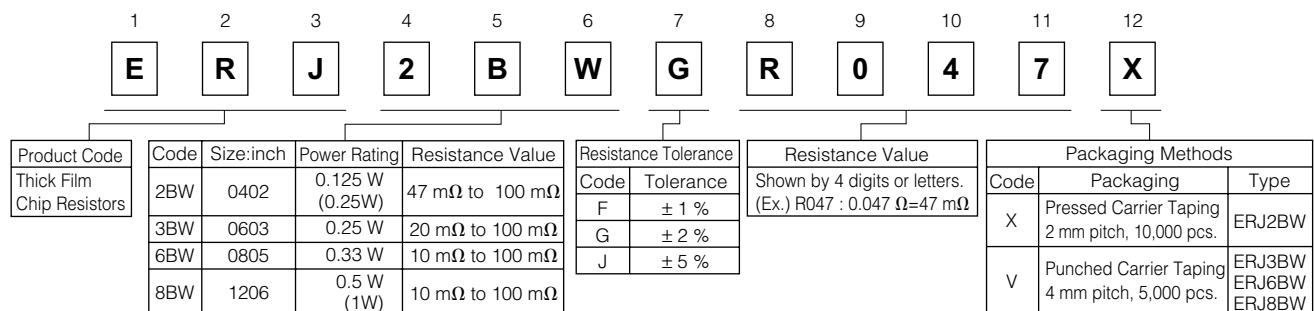 1 2 3 4 5 6 7 8 9 10 11 12
E R J 2 B W G R 0 4 7 X
Product Code
Thick Film
Chip Resistors
Code Size:inch Power Rating Resistance Value
2BW 0402 0.125 W (0.25W) 47 mΩ to 100 mΩ
3BW 0603 0.25 W 20 mΩ to 100 mΩ
6BW 0805 0.33 W 10 mΩ to 100 mΩ
8BW 1206 0.5 W (1W) 10 mΩ to 100 mΩ
Resistance Tolerance
Code Tolerance
F ± 1 %
G ± 2 %
J ± 5 %
Resistance Value
Shown by 4 digits or letters.
(Ex.) R047 : 0.047 Ω=47 mΩ
Packaging Methods
Code Packaging Type
X Pressed Carrier Taping 2 mm pitch, 10,000 pcs. ERJ2BW
V Punched Carrier Taping 4 mm pitch, 5,000 pcs. ERJ3BW ERJ6BW ERJ8BW